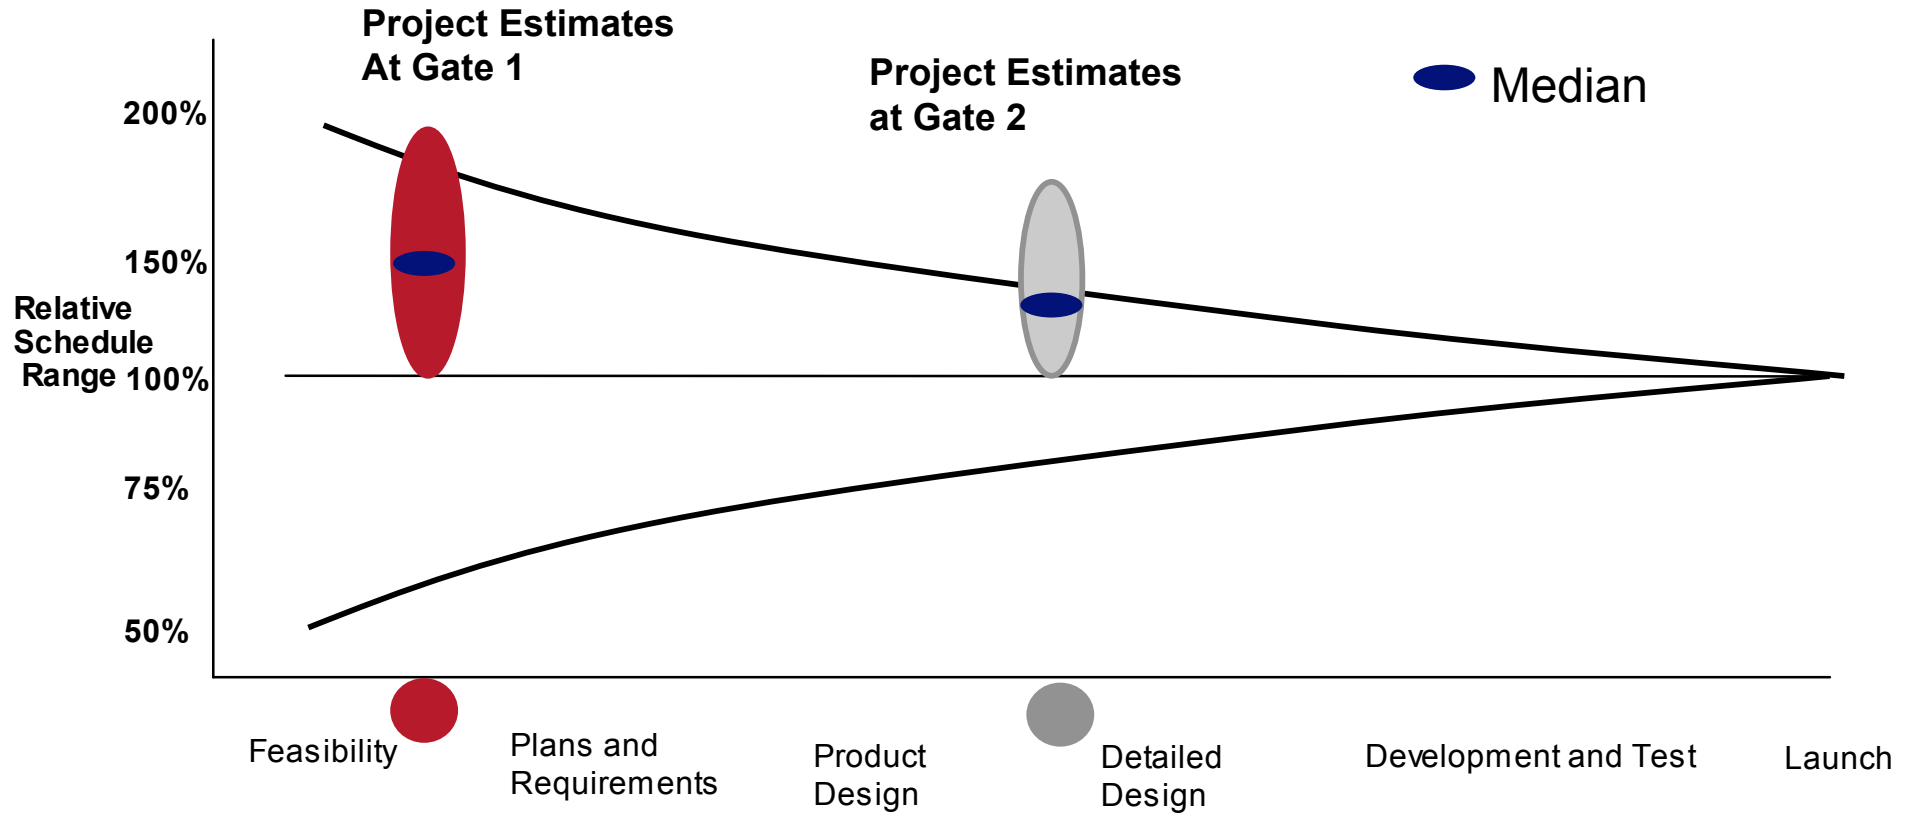 Project Estimates
At Gate 1
Project Estimates
at Gate 2
Median
200%
150%
Relative
Schedule
Range
100%
75%
50%
Feasibility
Plans and
Requirements
Product
Design
Detailed
Design
Development and Test
Launch